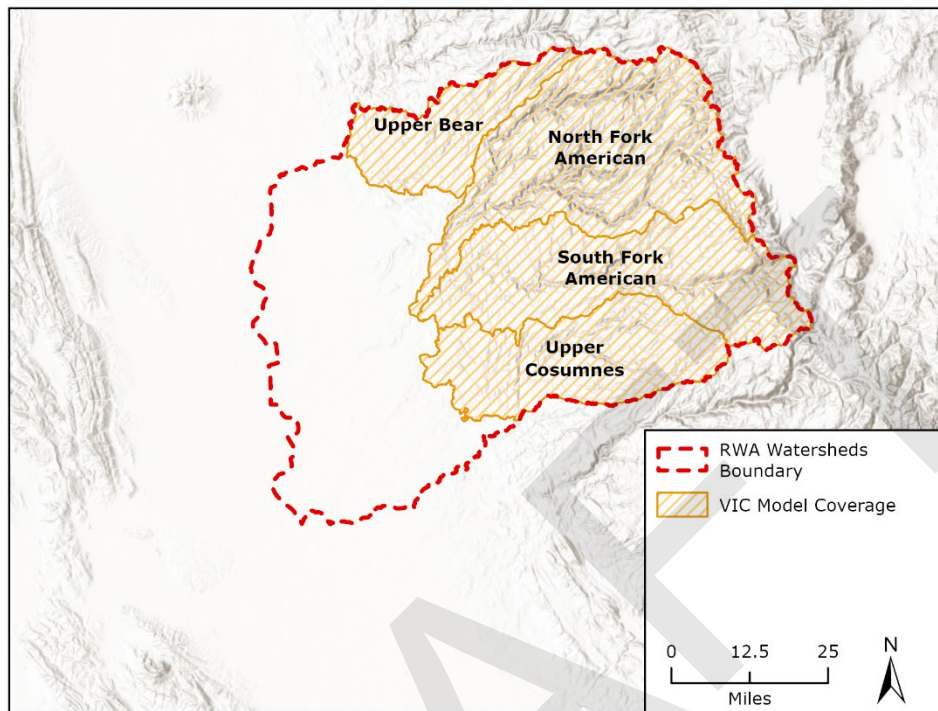 Upper Bear
North Fork
American
South Fork
American
Upper
Cosumnes
RWA Watersheds
Boundary
VIC Model Coverage
0 12.5 25
Miles
N